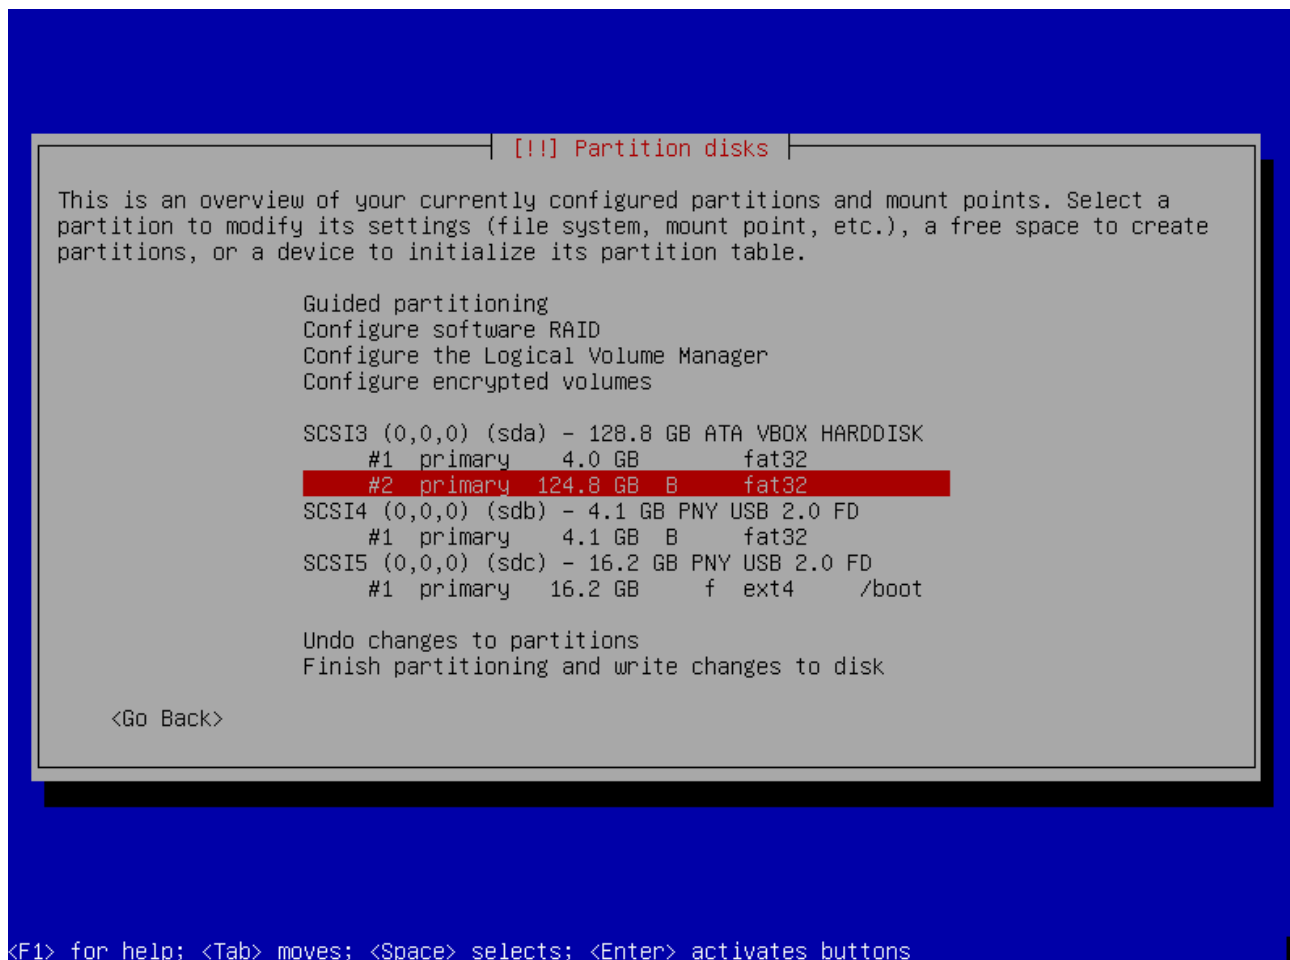 [!!] Partition disks
This is an overview of your currently configured partitions and mount points. Select a
partition to modify its settings (file system, mount point, etc.), a free space to create
partitions, or a device to initialize its partition table.
Guided partitioning
Configure software RAID
Configure the Logical Volume Manager
Configure encrypted volumes
SCSI3 (0,0,0) (sda) - 128.8 GB ATA VBOX HARDDISK
#1 primary 4.0 GB fat32
#2 primary 124.8 GB B fat32
SCSI4 (0,0,0) (sdb) - 4.1 GB PNY USB 2.0 FD
#1 primary 4.1 GB B fat32
SCSI5 (0,0,0) (sdc) - 16.2 GB PNY USB 2.0 FD
#1 primary 16.2 GB f ext4 /boot
Undo changes to partitions
Finish partitioning and write changes to disk
<Go Back>
<F1> for help; <Tab> moves; <Space> selects; <Enter> activates buttons